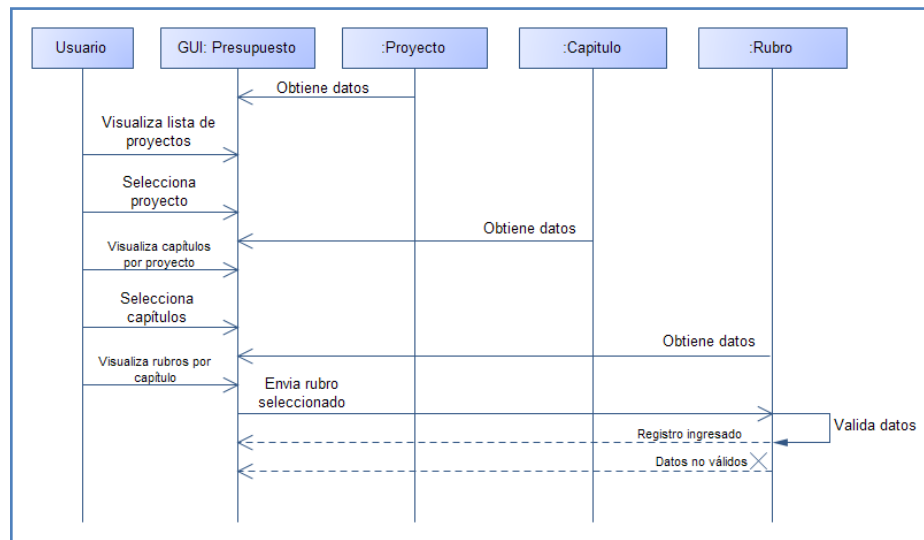 Usuario
GUI: Presupuesto
:Proyecto
:Capitulo
:Rubro
Obtiene datos
Visualiza lista de
proyectos
Selecciona
proyecto
Obtiene datos
Visualiza capítulos
por proyecto
Selecciona
capítulos
Obtiene datos
Visualiza rubros por
capítulo
Envia rubro
seleccionado
Valida datos
Registro ingresado
Datos no válidos